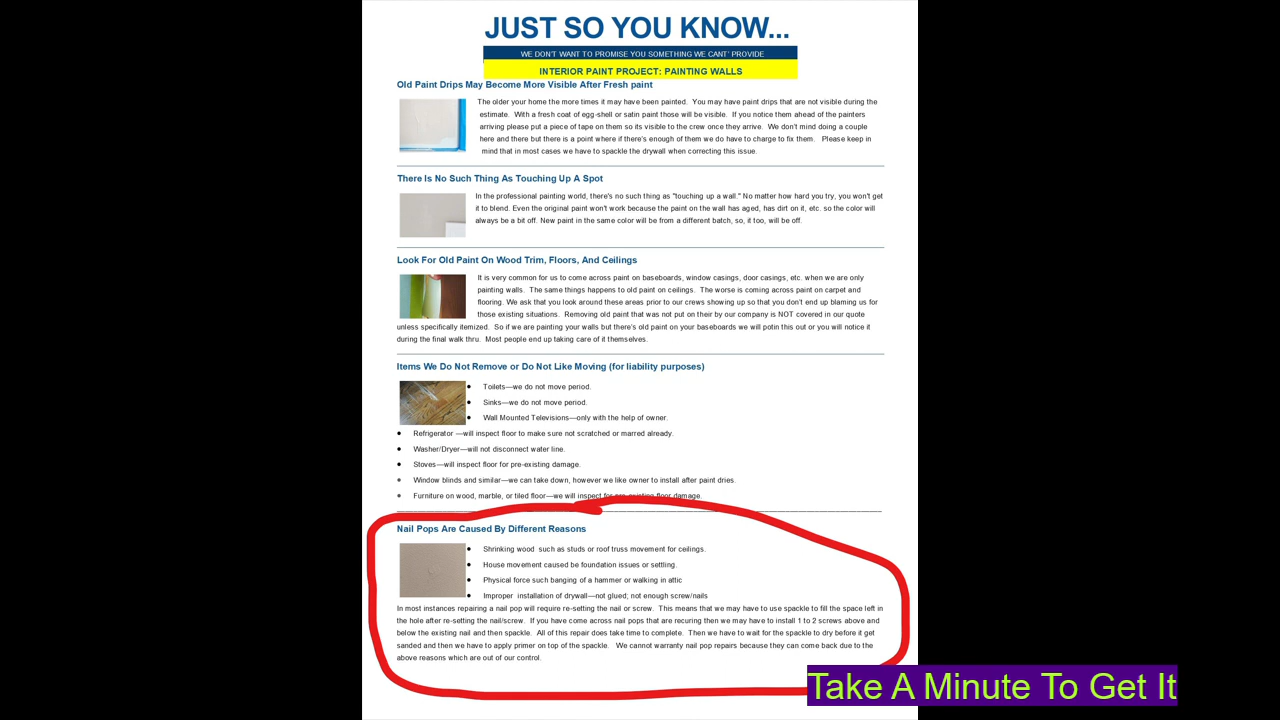 JUST SO YOU KNOW...
WE DON'T WANT TO PROMISE YOU SOMETHING WE CANT' PROVIDE
INTERIOR PAINT PROJECT: PAINTING WALLS
Old Paint Drips May Become More Visible After Fresh paint
The older your home the more times it may have been painted. You may have paint drips that are not visible during the
estimate. With a fresh coat of egg-shell or satin paint those will be visible. If you notice them ahead of the painters
arriving please put a piece of tape on them so its visible to the crew once they arrive. We don't mind doing a couple
here and there but there is a point where if there's enough of them we do have to charge to fix them. Please keep in
mind that in most cases we have to spackle the drywall when correcting this issue.
There Is No Such Thing As Touching Up A Spot
In the professional painting world, there's no such thing as "touching up a wall." No matter how hard you try, you won't get
it to blend. Even the original paint won't work because the paint on the wall has aged, has dirt on it, etc. so the color will
always be a bit off. New paint in the same color will be from a different batch, so, it too, will be off.
Look For Old Paint On Wood Trim, Floors, And Ceilings
It is very common for us to come across paint on baseboards, window casings, door casings, etc. when we are only
painting walls. The same things happens to old paint on ceilings. The worse is coming across paint on carpet and
flooring. We ask that you look around these areas prior to our crews showing up so that you don't end up blaming us for
those existing situations. Removing old paint that was not put on their by our company is NOT covered in our quote
unless specifically itemized. So if we are painting your walls but there's old paint on your baseboards we will potin this out or you will notice it
during the final walk thru. Most people end up taking care of it themselves.
Items We Do Not Remove or Do Not Like Moving (for liability purposes)
• Toilets—we do not move period.
• Sinks—we do not move period.
• Wall Mounted Televisions—only with the help of owner.
• Refrigerator —will inspect floor to make sure not scratched or marred already.
• Washer/Dryer—will not disconnect water line.
• Stoves—will inspect floor for pre-existing damage.
• Window blinds and similar—we can take down, however we like owner to install after paint dries.
• Furniture on wood, marble, or tiled floor—we will inspect for pre-existing floor damage.
Nail Pops Are Caused By Different Reasons
• Shrinking wood such as studs or roof truss movement for ceilings.
• House movement caused be foundation issues or settling.
• Physical force such banging of a hammer or walking in attic
• Improper installation of drywall—not glued; not enough screw/nails
In most instances repairing a nail pop will require re-setting the nail or screw. This means that we may have to use spackle to fill the space left in
the hole after re-setting the nail/screw. If you have come across nail pops that are recuring then we may have to install 1 to 2 screws above and
below the existing nail and then spackle. All of this repair does take time to complete. Then we have to wait for the spackle to dry before it get
sanded and then we have to apply primer on top of the spackle. We cannot warranty nail pop repairs because they can come back due to the
above reasons which are out of our control.
Take A Minute To Get It